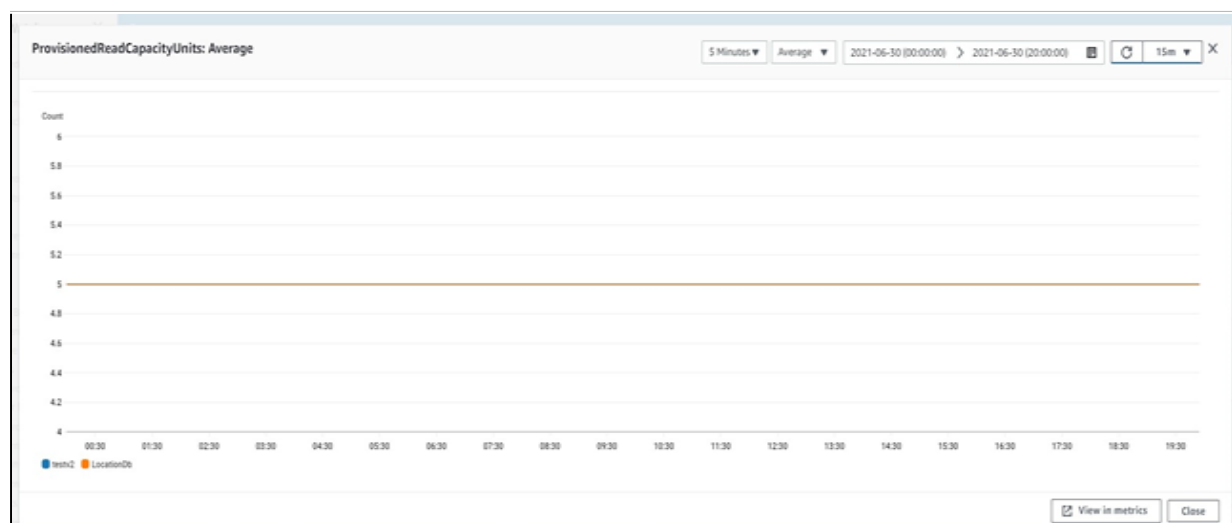 ProvisionedReadCapacityUnits: Average
5 Minutes Average 2021-06-30 (00:00:00) 2021-06-30 (20:00:00) 15m X
Count
6
5.8
5.6
5.4
5.2
5
4.8
4.6
4.4
4.2
4
00:30 01:30 02:30 03:30 04:30 05:30 06:30 07:30 08:30 09:30 10:30 11:30 12:30 13:30 14:30 15:30 16:30 17:30 18:30 19:30
testv2 LocationDb
View in metrics Close